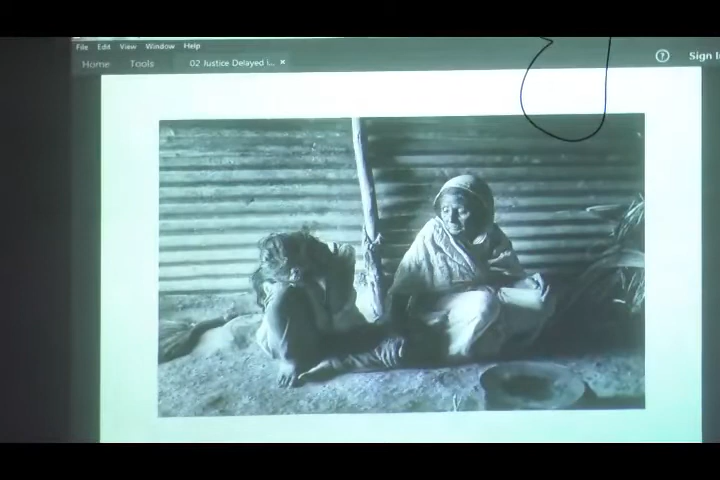 File Edit View Window Help
Home Tools 02 Justice Delayed i... × ? Sign I